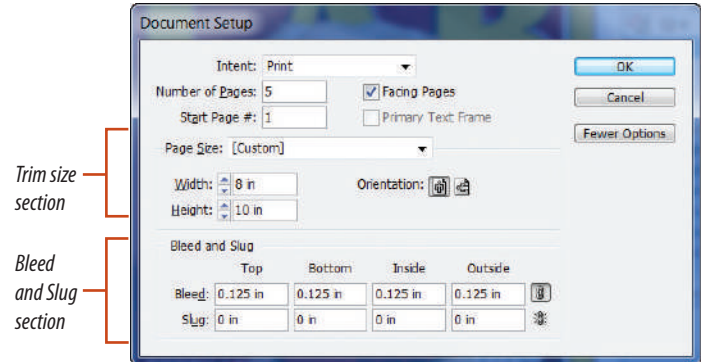 Document Setup
Intent: Print
OK
Number of Pages: 5
Facing Pages
Cancel
Start Page #: 1
Primary Text Frame
Fewer Options
Page Size: [Custom]
Trim size
section
Width: 8 in
Orientation:
Height: 10 in
Bleed and Slug
Bleed
and Slug
section
Top Bottom Inside Outside
Bleed: 0.125 in 0.125 in 0.125 in 0.125 in
Slug: 0 in 0 in 0 in 0 in